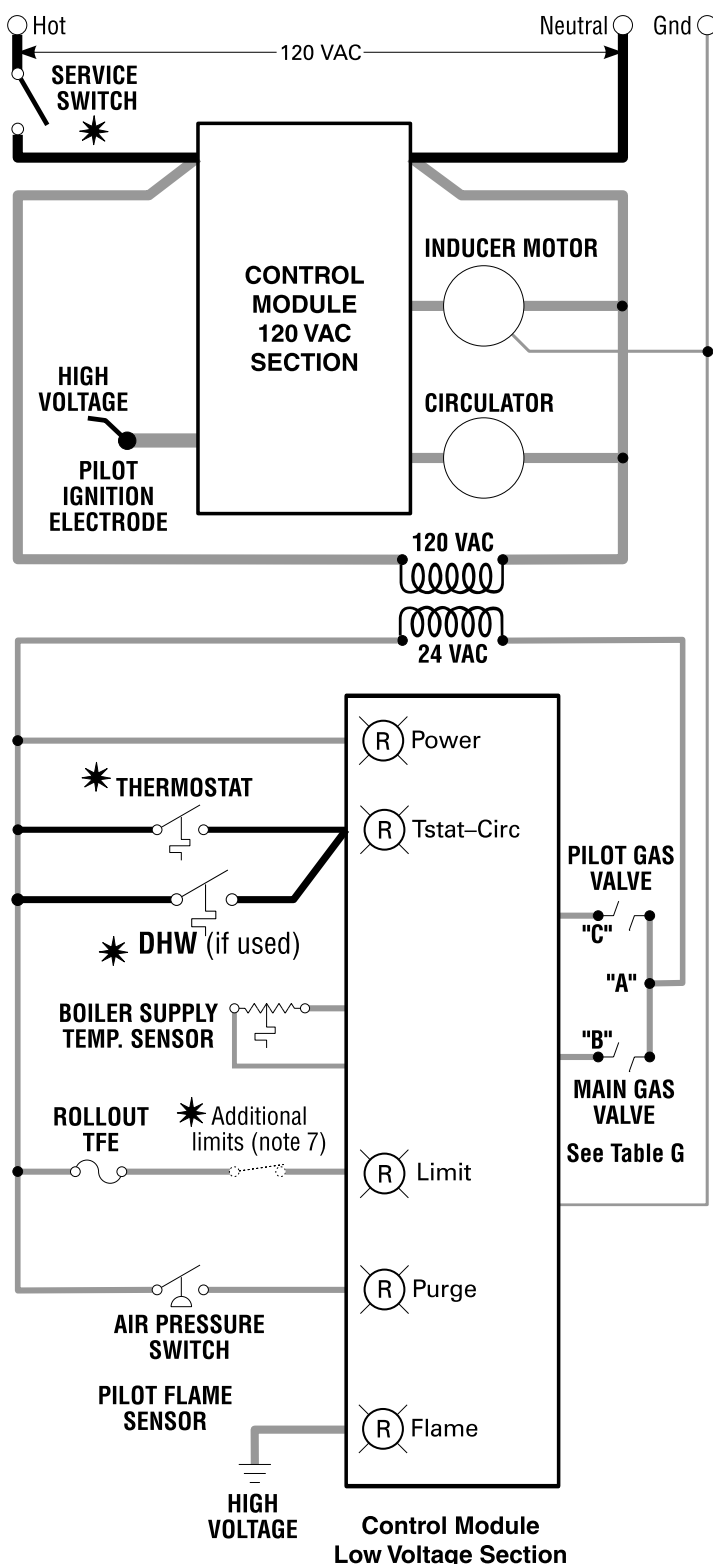 Hot
Neutral
Gnd
120 VAC
SERVICE
SWITCH
CONTROL
MODULE
120 VAC
SECTION
INDUCER MOTOR
HIGH
VOLTAGE
CIRCULATOR
PILOT
IGNITION
ELECTRODE
120 VAC
24 VAC
R Power
THERMOSTAT
R Tstat–Circ
PILOT GAS
VALVE
"C"
DHW (if used)
"A"
BOILER SUPPLY
TEMP. SENSOR
"B"
MAIN GAS
VALVE
See Table G
ROLLOUT
TFE
Additional
limits (note 7)
R Limit
R Purge
AIR PRESSURE
SWITCH
PILOT FLAME
SENSOR
R Flame
HIGH
VOLTAGE
Control Module
Low Voltage Section